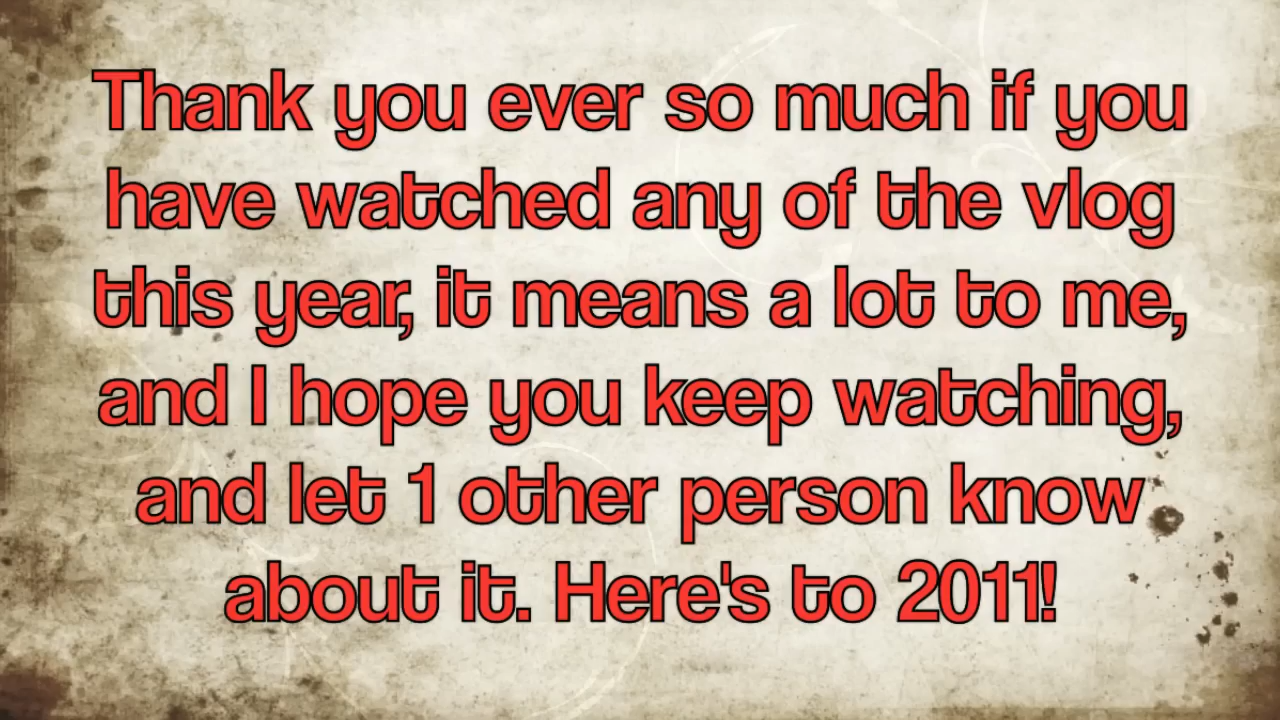 Thank you ever so much if you
have watched any of the vlog
this year, it means a lot to me,
and I hope you keep watching,
and let 1 other person know
about it. Here's to 2011!